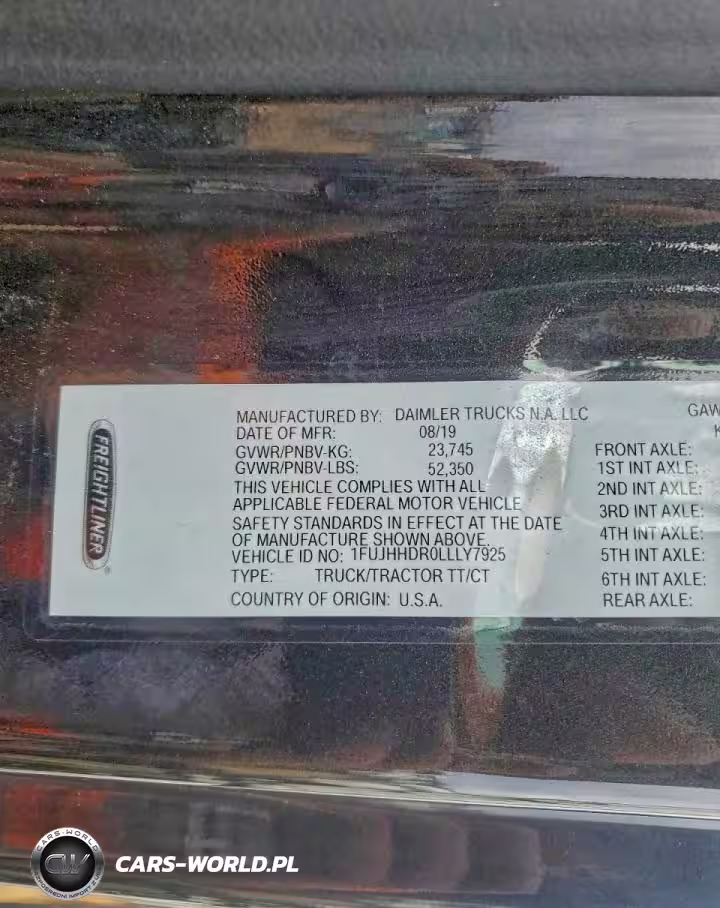 FREIGHTLINER
MANUFACTURED BY: DAIMLER TRUCKS N.A. LLC
DATE OF MFR: 08/19
GVWR/PNBV-KG: 23,745
GVWR/PNBV-LBS: 52,350
THIS VEHICLE COMPLIES WITH ALL
APPLICABLE FEDERAL MOTOR VEHICLE
SAFETY STANDARDS IN EFFECT AT THE DATE
OF MANUFACTURE SHOWN ABOVE.
VEHICLE ID NO: 1FUJHHDR0LLLY7925
TYPE: TRUCK/TRACTOR TT/CT
COUNTRY OF ORIGIN: U.S.A.
GAW
K
FRONT AXLE:
1ST INT AXLE:
2ND INT AXLE:
3RD INT AXLE:
4TH INT AXLE:
5TH INT AXLE:
6TH INT AXLE:
REAR AXLE:
CARS-WORLD
CW
CARS-WORLD.PL